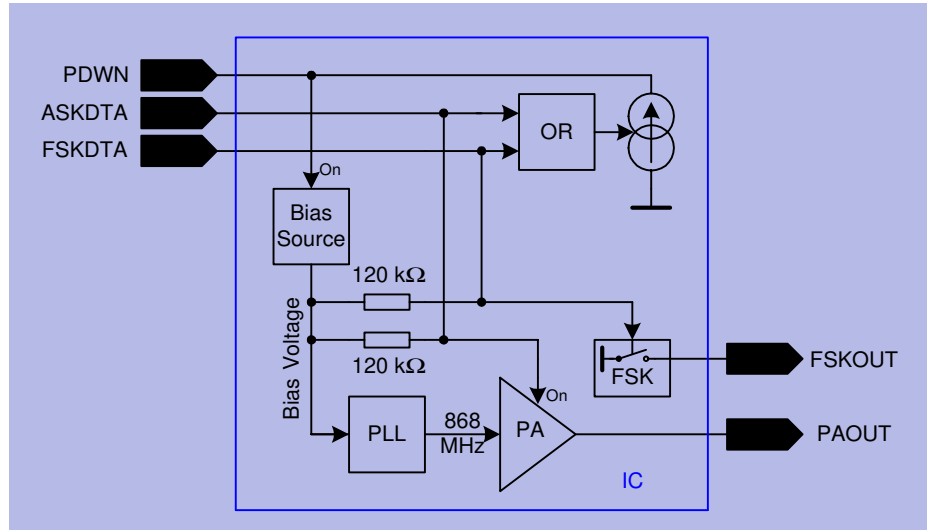 PDWN
ASKDTA
FSKDTA
OR
On
Bias
Source
120 kΩ
Bias Voltage
120 kΩ
FSK
FSKOUT
On
PLL
868
MHz
PA
PAOUT
IC